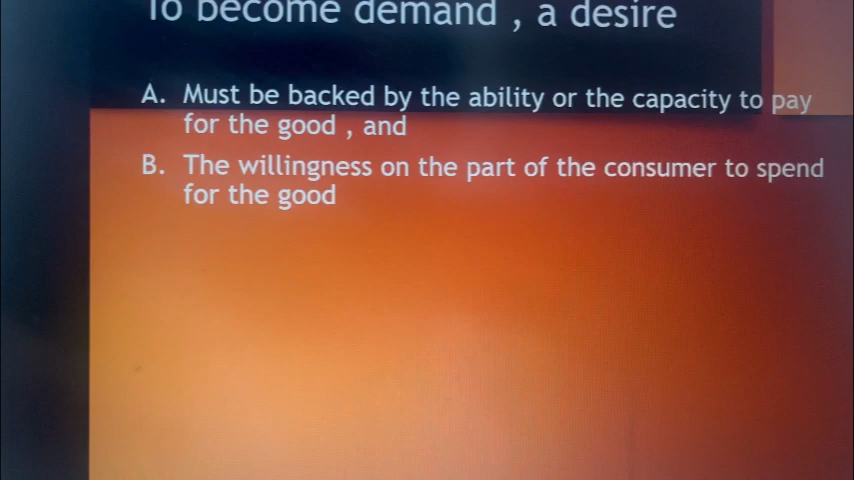 To become demand , a desire
A. Must be backed by the ability or the capacity to pay
for the good , and
B. The willingness on the part of the consumer to spend
for the good